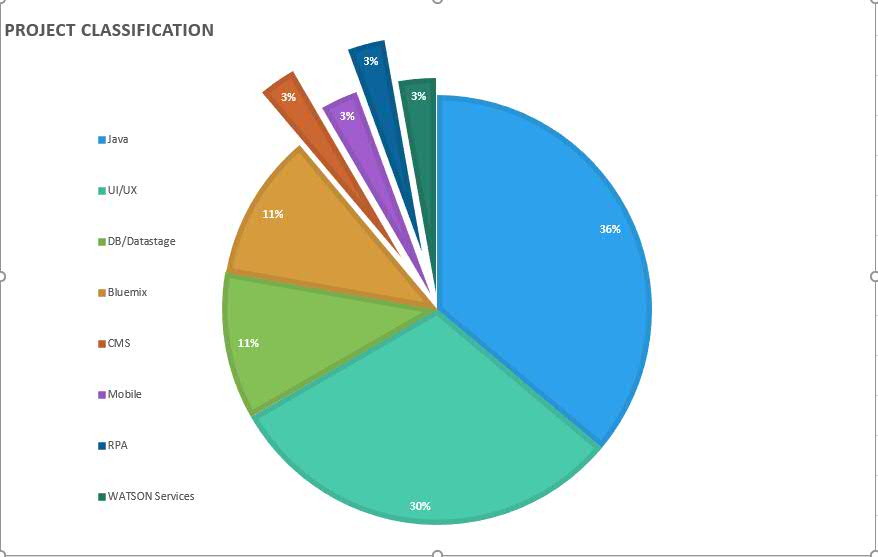 PROJECT CLASSIFICATION
Java
UI/UX
DB/Datastage
Bluemix
CMS
Mobile
RPA
WATSON Services
3%
3%
3%
3%
11%
36%
11%
30%